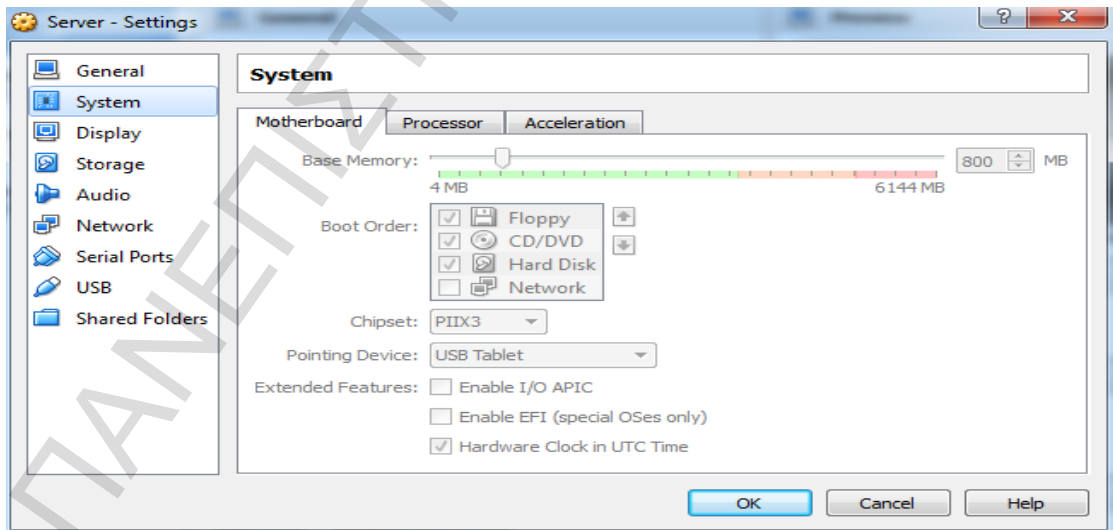 Server - Settings
General
System
Display
Storage
Audio
Network
Serial Ports
USB
Shared Folders
System
Motherboard Processor Acceleration
Base Memory: 800 MB
4 MB 6144 MB
Boot Order: Floppy
CD/DVD
Hard Disk
Network
Chipset: PIIX3
Pointing Device: USB Tablet
Extended Features: Enable I/O APIC
Enable EFI (special OSes only)
Hardware Clock in UTC Time
OK Cancel Help
ΠΑΝΕΠΙΣΤ